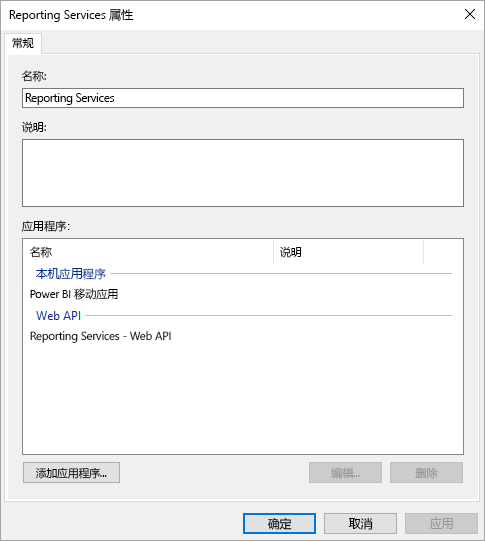 Reporting Services 属性
常规
名称:
Reporting Services
说明:
应用程序:
名称 说明
本机应用程序
Power BI 移动应用
Web API
Reporting Services - Web API
添加应用程序... 编辑... 删除
确定 取消 应用